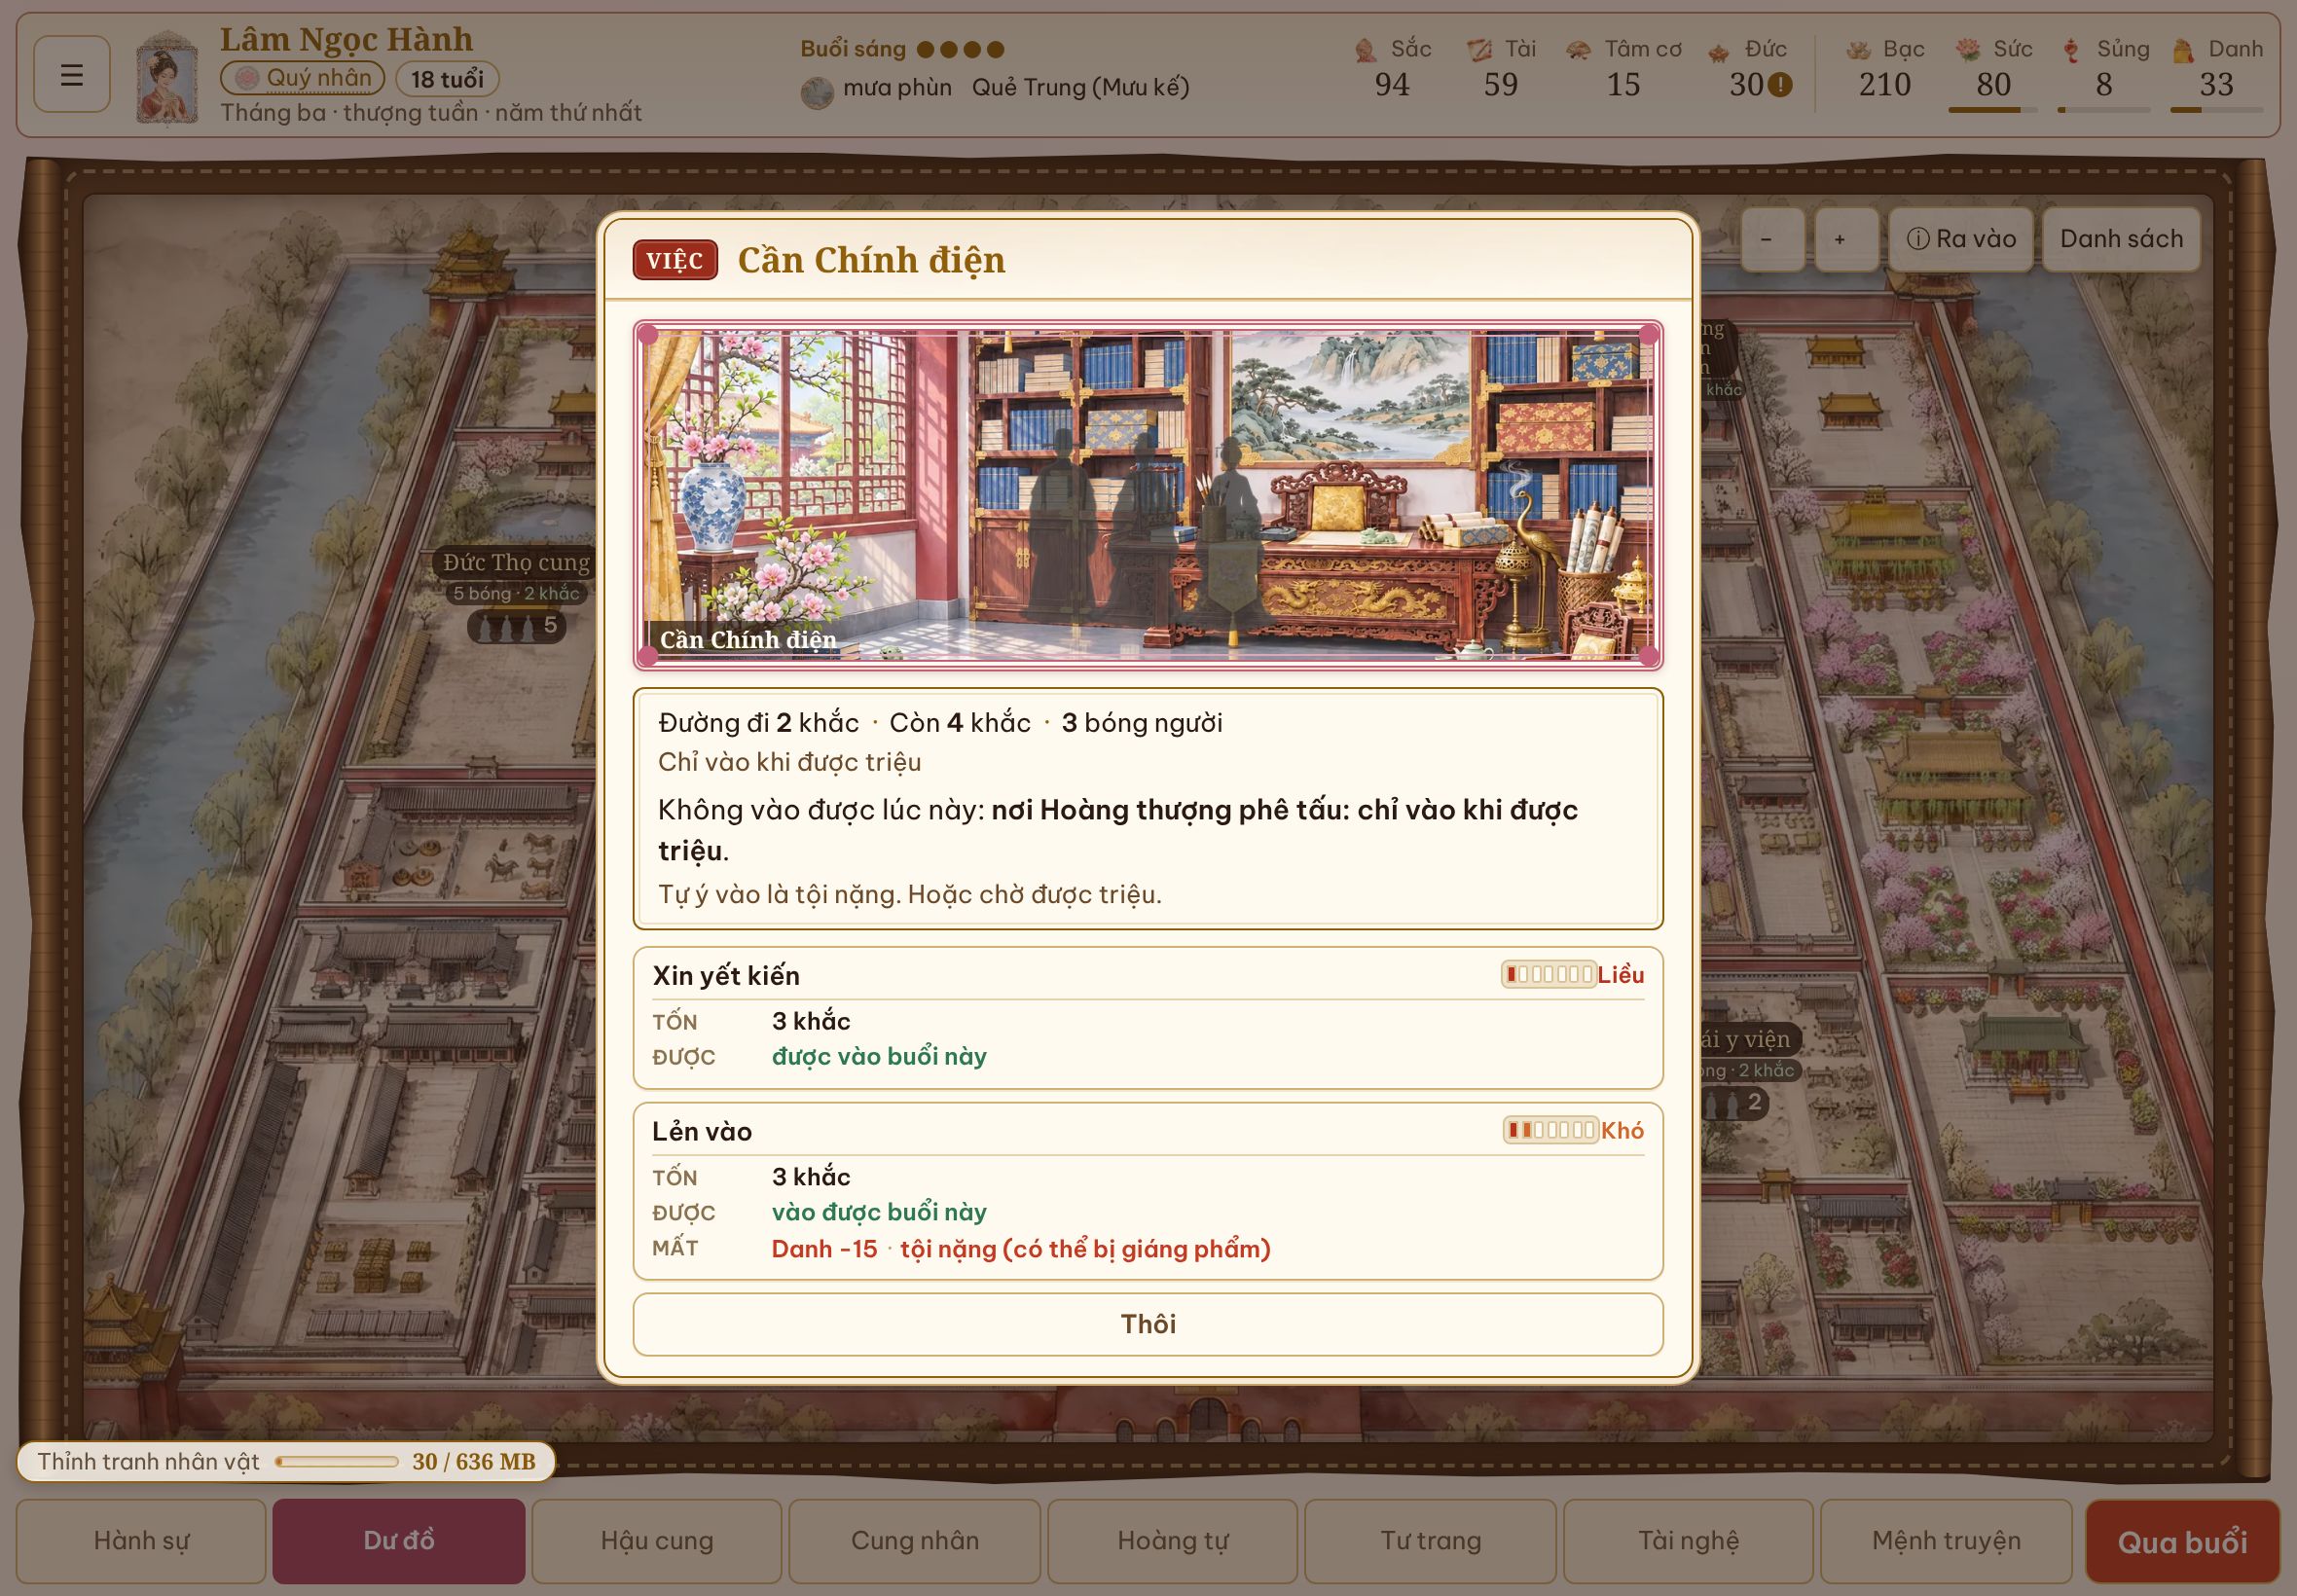 Lâm Ngọc Hành
Quý nhân
18 tuổi
Tháng ba · thượng tuần · năm thứ nhất
Buổi sáng
mưa phùn Quẻ Trung (Mưu kế)
Sắc
94
Tài
59
Tâm cơ
15
Đức
30
!
Bạc
210
Sức
80
Sủng
8
Danh
33
−
+
ⓘ Ra vào
Danh sách
VIỆC
Cần Chính điện
Cần Chính điện
Đức Thọ cung
5 bóng · 2 khắc
5
khắc
y viện
2 khắc
2
Đường đi 2 khắc · Còn 4 khắc · 3 bóng người
Chỉ vào khi được triệu
Không vào được lúc này: nơi Hoàng thượng phê tấu: chỉ vào khi được
triệu.
Tự ý vào là tội nặng. Hoặc chờ được triệu.
Xin yết kiến
Liều
TỐN 3 khắc
ĐƯỢC được vào buổi này
Lẻn vào
Khó
TỐN 3 khắc
ĐƯỢC vào được buổi này
MẤT Danh -15 · tội nặng (có thể bị giáng phẩm)
Thôi
Thỉnh tranh nhân vật 30 / 636 MB
Hành sự
Dư đồ
Hậu cung
Cung nhân
Hoàng tự
Tư trang
Tài nghệ
Mệnh truyện
Qua buổi